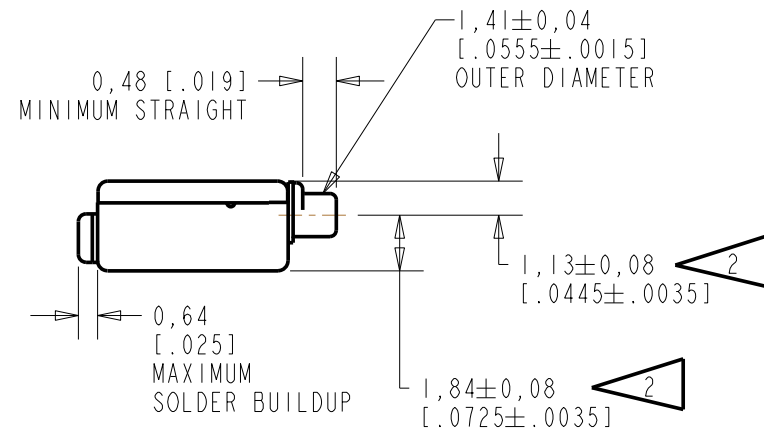 1,41±0,04
[.0555±.0015]
OUTER DIAMETER
0,48 [.019]
MINIMUM STRAIGHT
1,13±0,08
[.0445±.0035]
2
0,64
[.025]
MAXIMUM
SOLDER BUILDUP
1,84±0,08
[.0725±.0035]
2